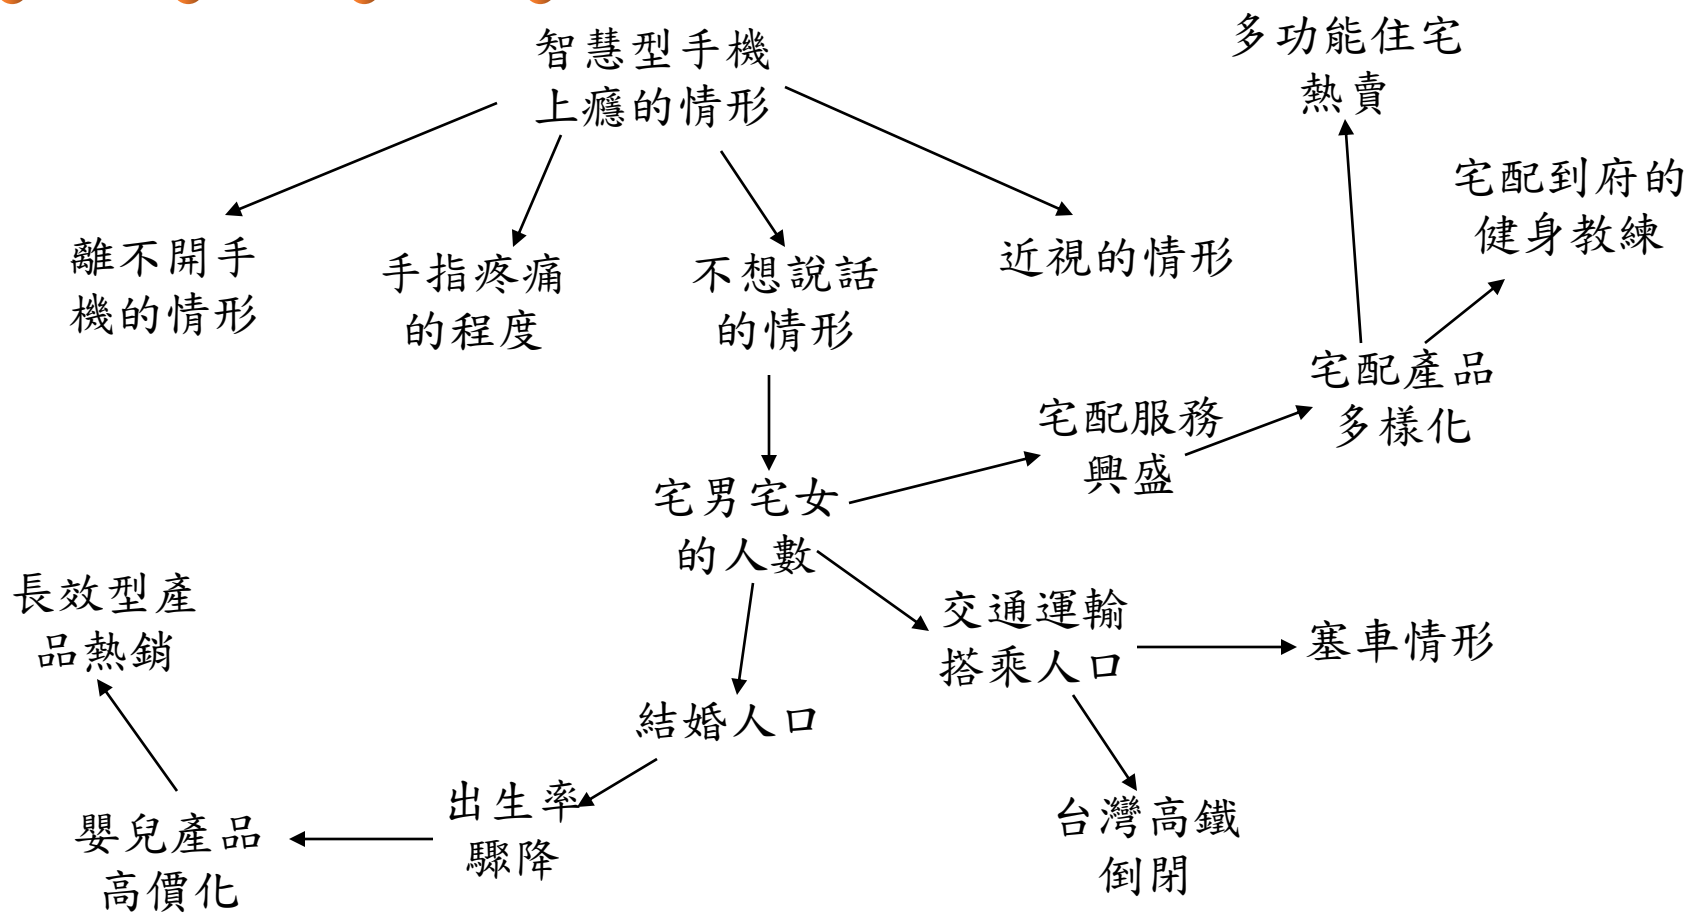 智慧型手機
上癮的情形
多功能住宅
熱賣
宅配到府的
健身教練
離不開手
機的情形
手指疼痛
的程度
不想說話
的情形
近視的情形
宅配產品
多樣化
宅配服務
興盛
宅男宅女
的人數
長效型產
品熱銷
交通運輸
搭乘人口
塞車情形
結婚人口
出生率
驟降
嬰兒產品
高價化
台灣高鐵
倒閉